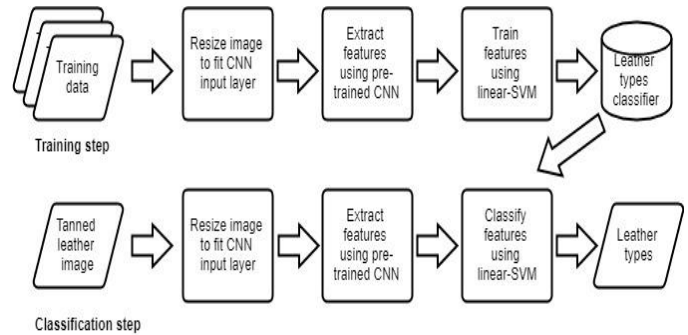 Training
data
Resize image
to fit CNN
input layer
Extract
features
using pre-
trained CNN
Train
features
using
linear-SVM
Leather
types
classifier
Training step
Tanned
leather
image
Resize image
to fit CNN
input layer
Extract
features
using pre-
trained CNN
Classify
features
using
linear-SVM
Leather
types
Classification step